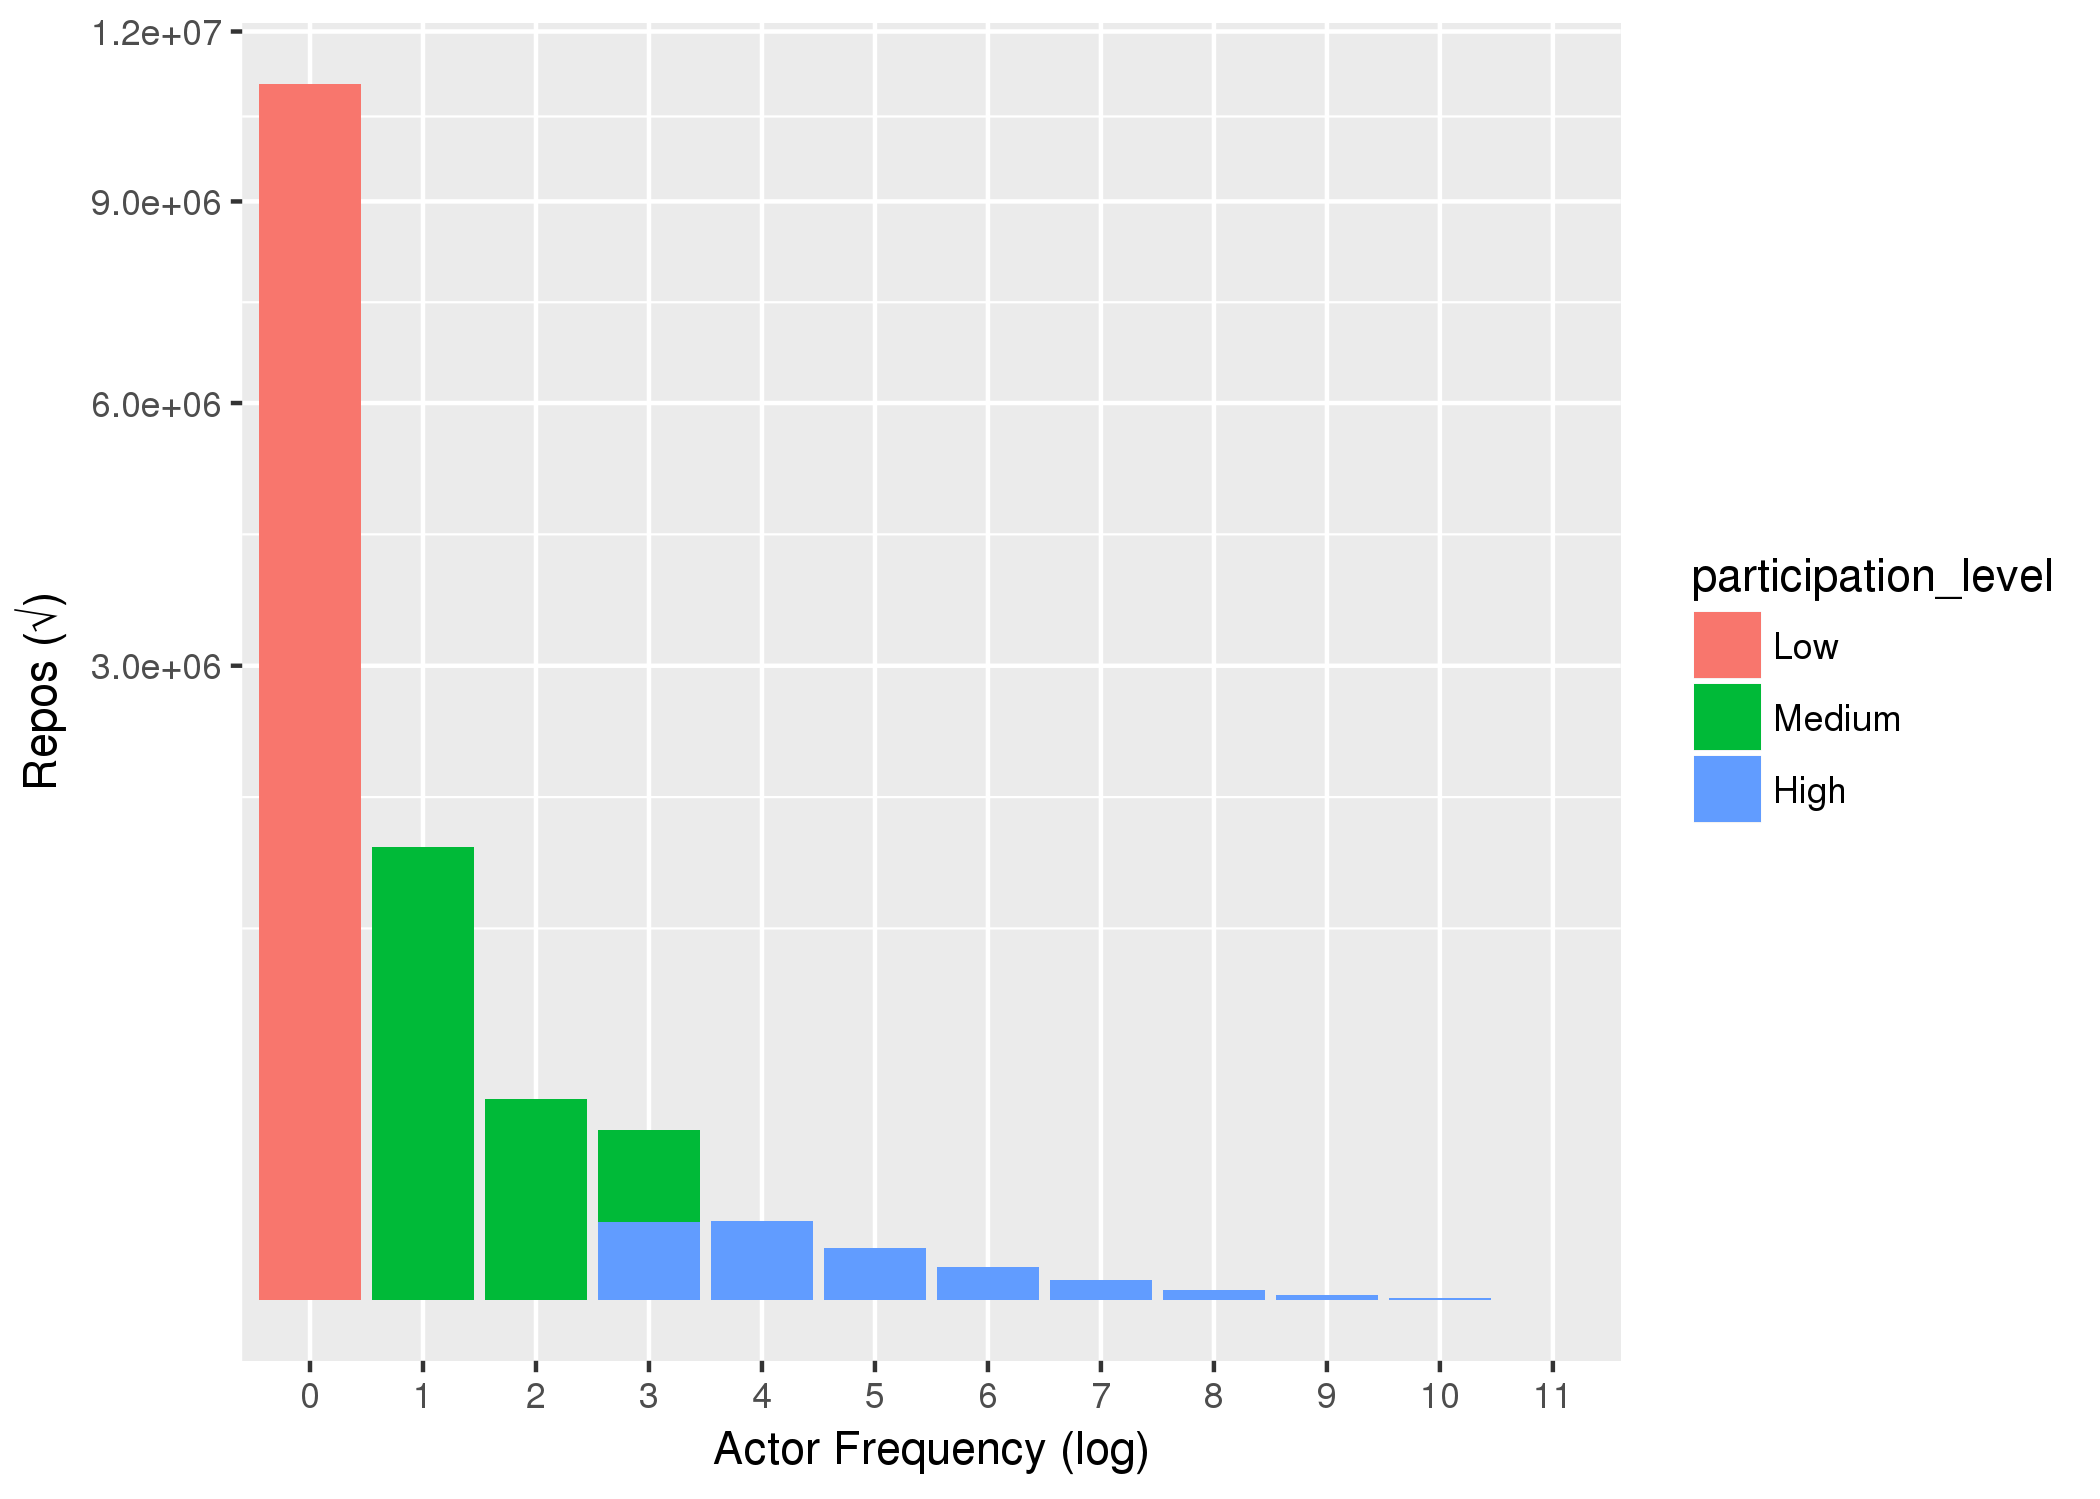 1.2e+07
9.0e+06
6.0e+06
3.0e+06
Repos (√)
0 1 2 3 4 5 6 7 8 9 10 11
Actor Frequency (log)
participation_level
Low
Medium
High